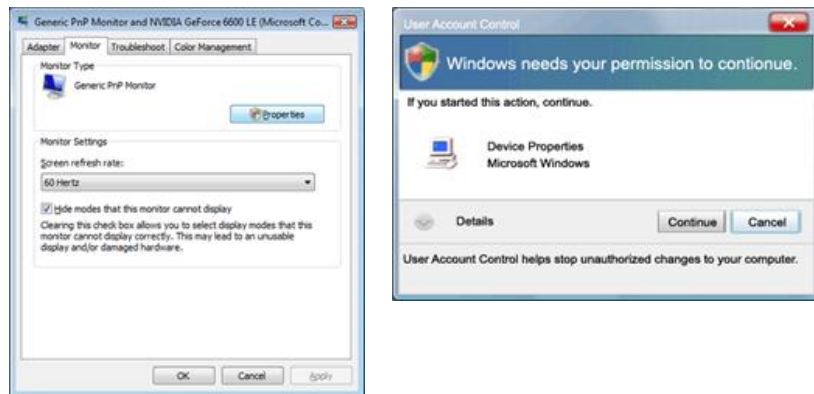 Generic PnP Monitor and NVIDIA GeForce 6600 LE (Microsoft Co...
Adapter Monitor Troubleshoot Color Management
Monitor Type
Generic PnP Monitor
Properties
Monitor Settings
Screen refresh rate:
60 Hertz
Hide modes that this monitor cannot display
Clearing this check box allows you to select display modes that this
monitor cannot display correctly. This may lead to an unusable
display and/or damaged hardware.
OK Cancel Apply
User Account Control
Windows needs your permission to contionue.
If you started this action, continue.
Device Properties
Microsoft Windows
Details Continue Cancel
User Account Control helps stop unauthorized changes to your computer.